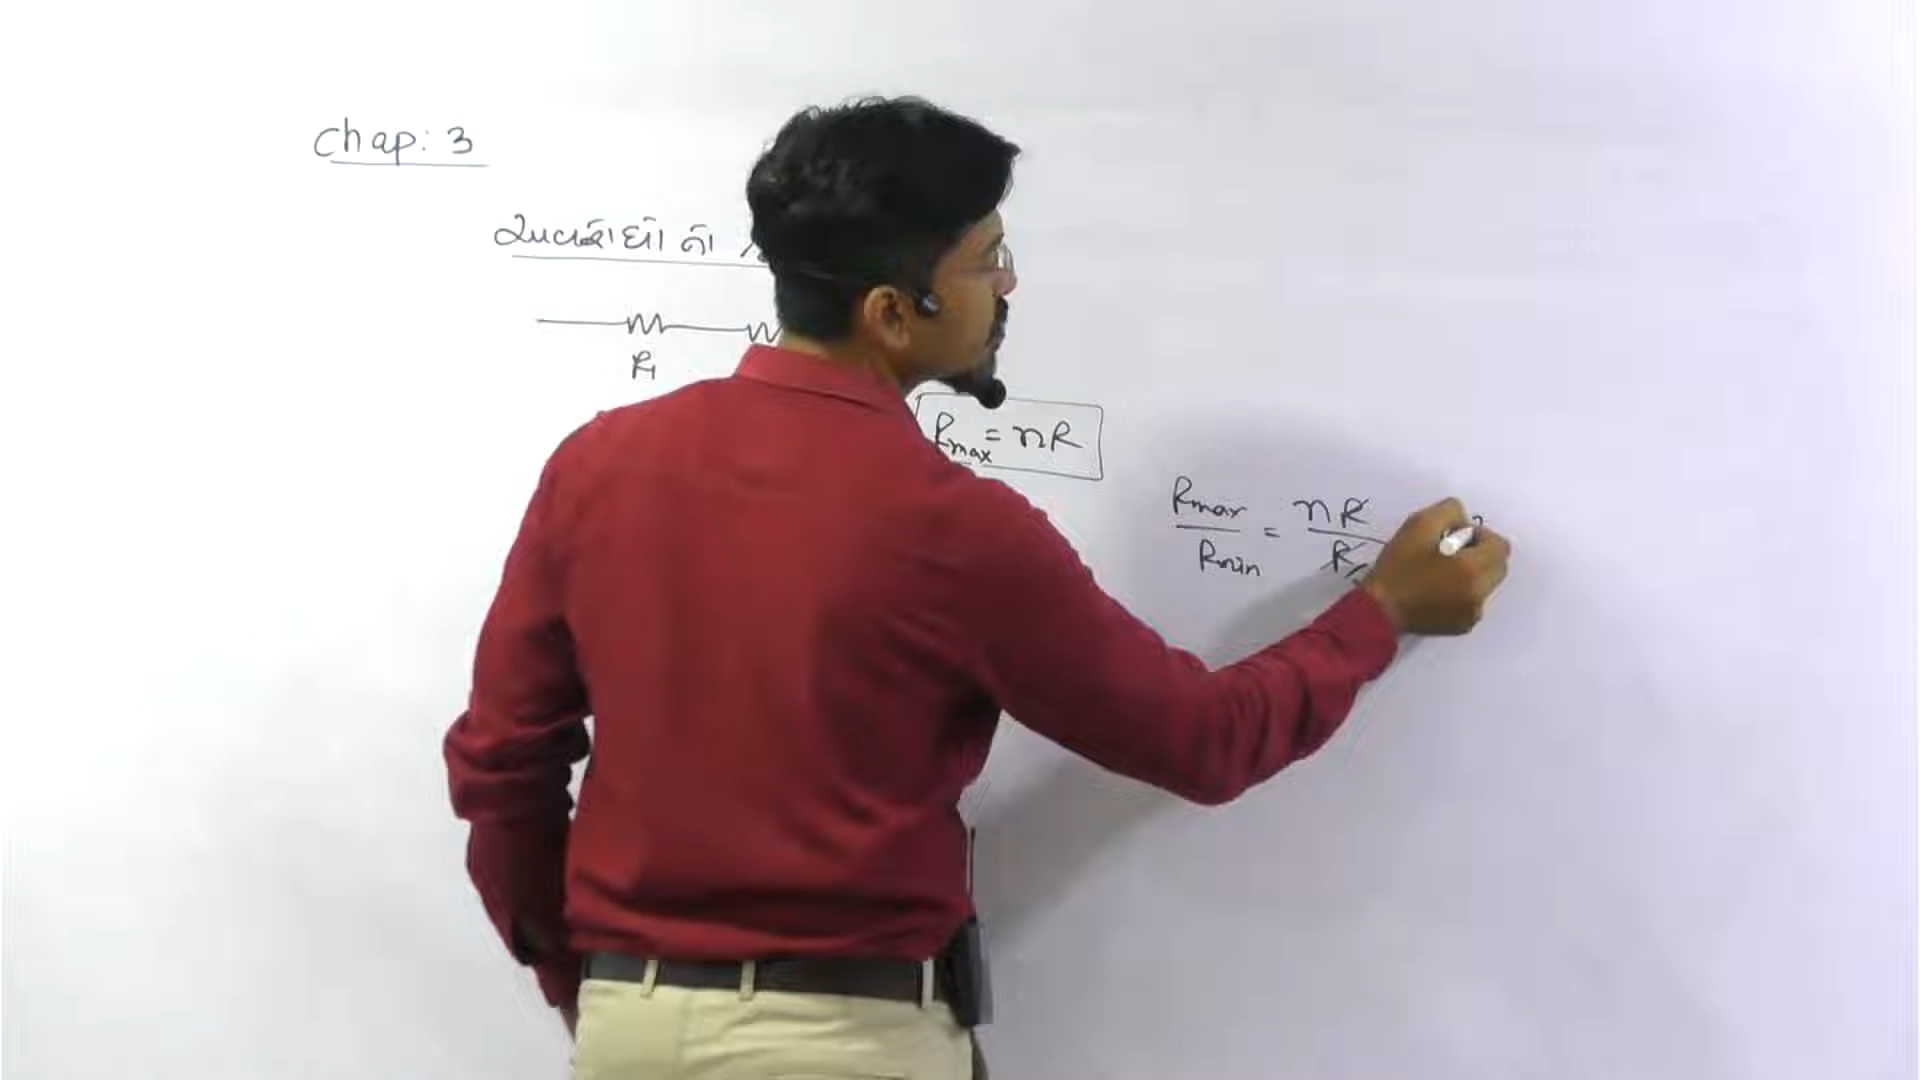 Chap: 3
અવરોધો ના
R₁
Rmax = nR
Rmax / Rmin = nR / R